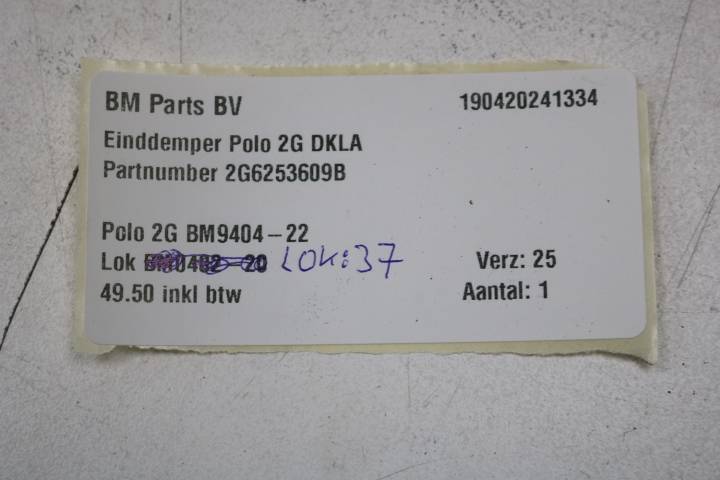 BM Parts BV 190420241334
Einddemper Polo 2G DKLA
Partnumber 2G6253609B
Polo 2G BM9404-22
Lok LOK:37 Verz: 25
49.50 inkl btw Aantal: 1